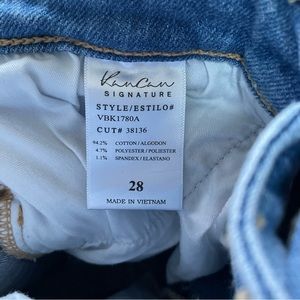 KanCan
SIGNATURE
STYLE/ESTILO#
VBK1780A
CUT# 38136
94.2% COTTON / ALGODON
4.7% POLYESTER / POLIESTER
1.1% SPANDEX / ELASTANO
28
MADE IN VIETNAM